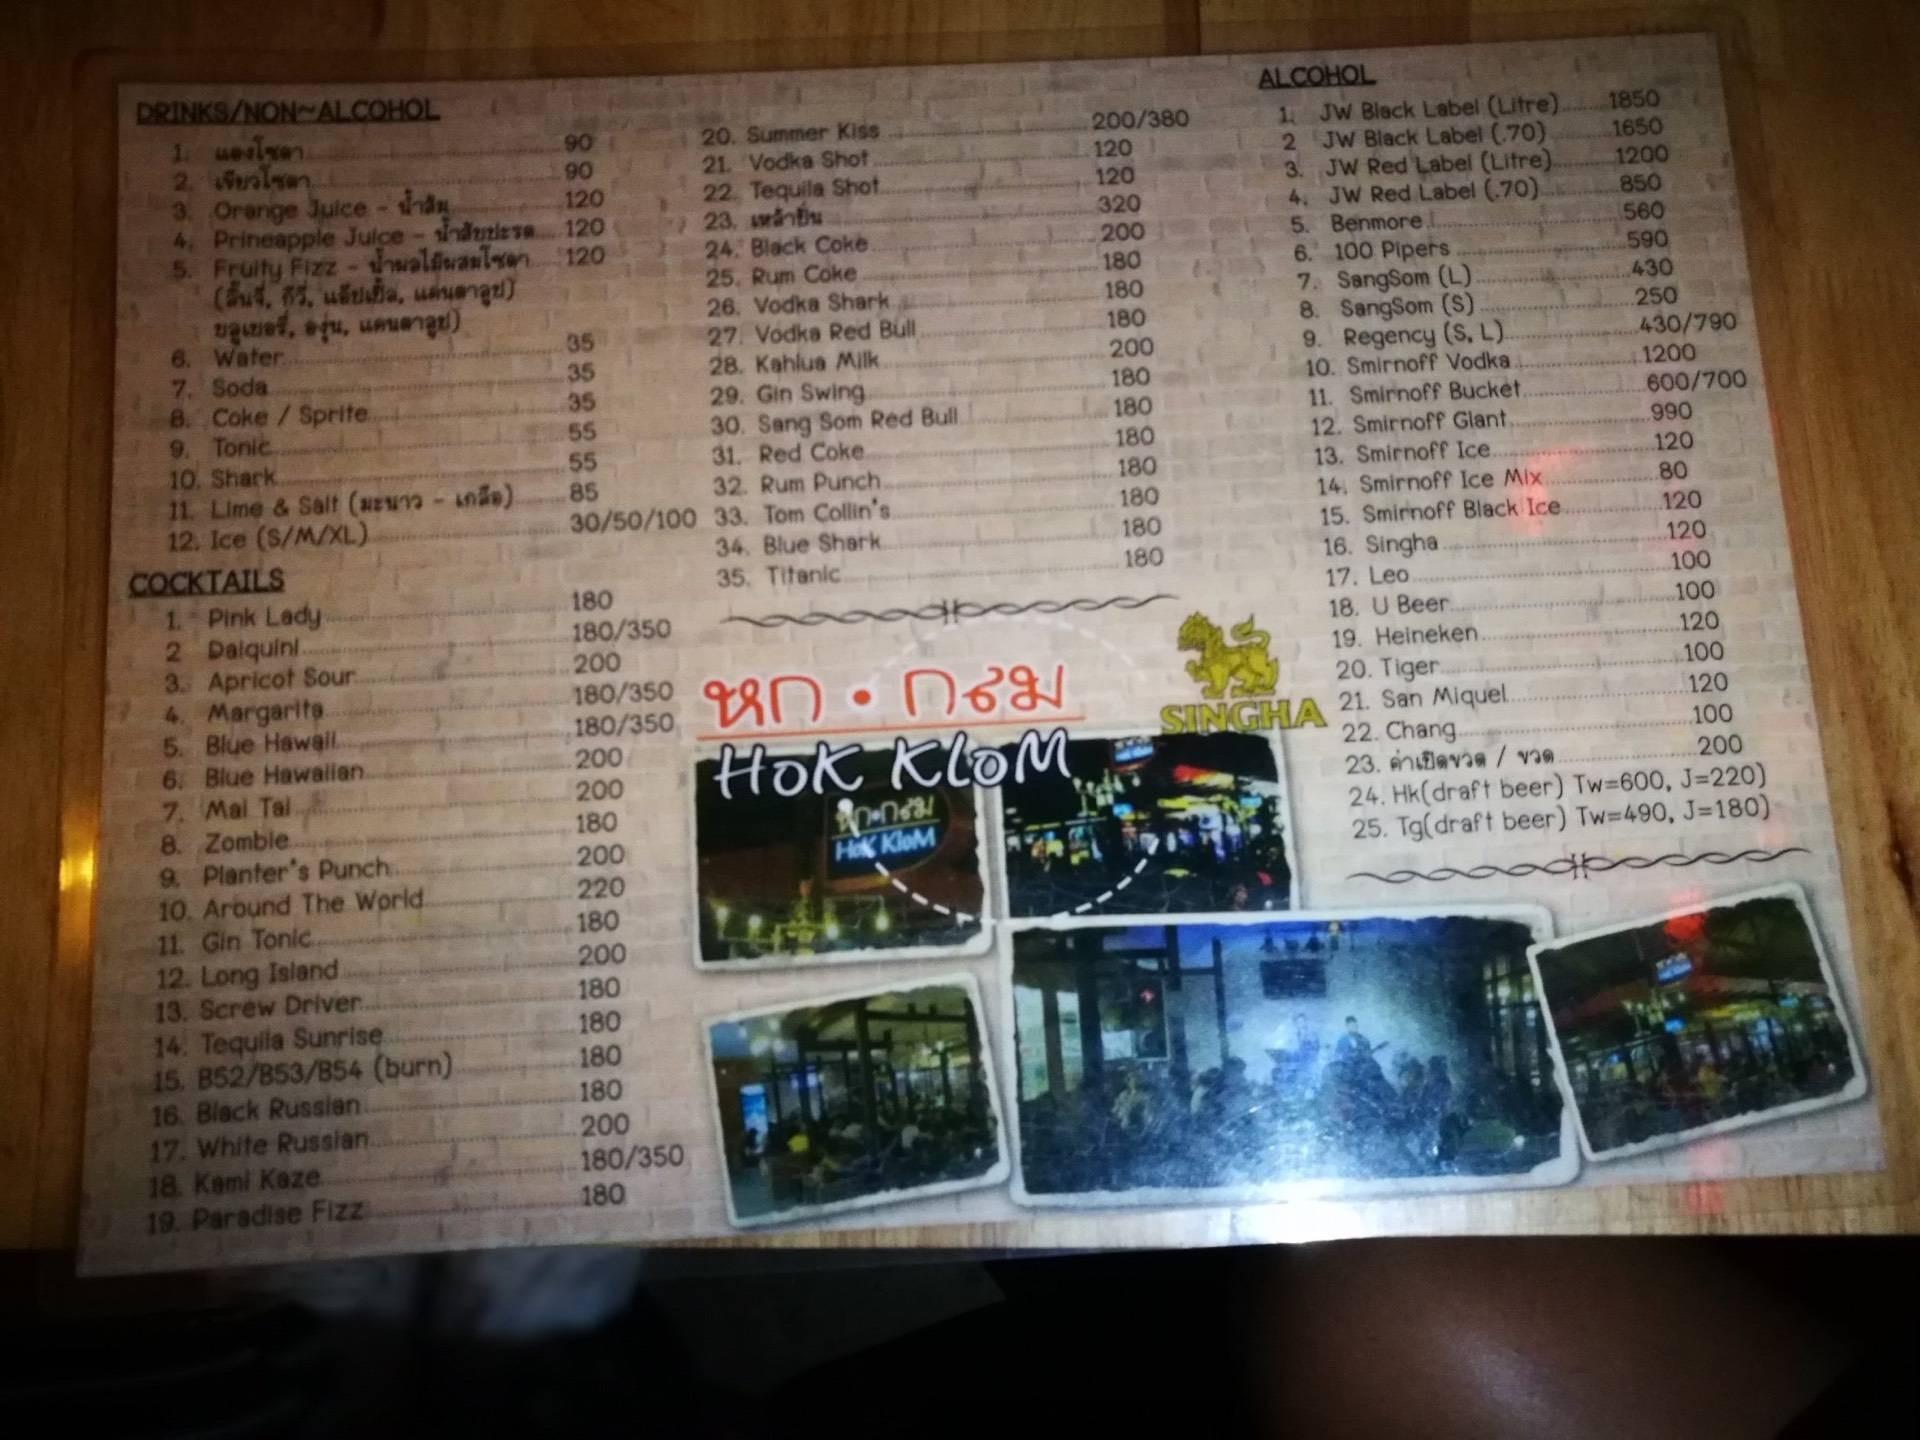 DRINKS/NON~ALCOHOL
1. แดงโซดา 90
2. เขียวโซดา 90
3. Orange Juice - น้ำส้ม 120
4. Prineapple Juice - น้ำสับปะรด 120
5. Fruity Fizz - น้ำผลไม้ผสมโซดา 120
(ลิ้นจี่, กีวี่, แอ๊ปเปิ้ล, แคนตาลูป)
บลูเบอรี่, องุ่น, แคนตาลูป)
6. Water 35
7. Soda 35
8. Coke / Sprite 35
9. Tonic 55
10. Shark 55
11. Lime & Salt (มะนาว - เกลือ) 85
12. Ice (S/M/XL) 30/50/100
COCKTAILS
1. Pink Lady 180
2 Daiquini 180/350
3. Apricot Sour 200
4. Margarita 180/350
5. Blue Hawaii 180/350
6. Blue Hawaiian 200
7. Mai Tai 200
8. Zombie 180
9. Planter's Punch 200
10. Around The World 220
11. Gin Tonic 180
12. Long Island 200
13. Screw Driver 180
14. Tequila Sunrise 180
15. B52/B53/B54 (burn) 180
16. Black Russian 180
17. White Russian 200
18. Kami Kaze 180/350
19. Paradise Fizz 180
20. Summer Kiss 200/380
21. Vodka Shot 120
22. Tequila Shot 120
23. เหล้าปั่น 320
24. Black Coke 200
25. Rum Coke 180
26. Vodka Shark 180
27. Vodka Red Bull 180
28. Kahlua Milk 200
29. Gin Swing 180
30. Sang Som Red Bull 180
31. Red Coke 180
32. Rum Punch 180
33. Tom Collin's 180
34. Blue Shark 180
35. Titanic 180
หก • กรัม
HOK KLOM
SINGHA
หก•กรัม
HOK KLOM
ALCOHOL
1. JW Black Label (Litre) 1850
2 JW Black Label (.70) 1650
3. JW Red Label (Litre) 1200
4. JW Red Label (.70) 850
5. Benmore 560
6. 100 Pipers 590
7. SangSom (L) 430
8. SangSom (S) 250
9. Regency (S, L) 430/790
10. Smirnoff Vodka 1200
11. Smirnoff Bucket 600/700
12. Smirnoff Giant 990
13. Smirnoff Ice 120
14. Smirnoff Ice Mix 80
15. Smirnoff Black Ice 120
16. Singha 120
17. Leo 100
18. U Beer 100
19. Heineken 120
20. Tiger 100
21. San Miquel 120
22. Chang 100
23. ค่าเปิดขวด / ขวด 200
24. Hk(draft beer) Tw=600, J=220)
25. Tg(draft beer) Tw=490, J=180)